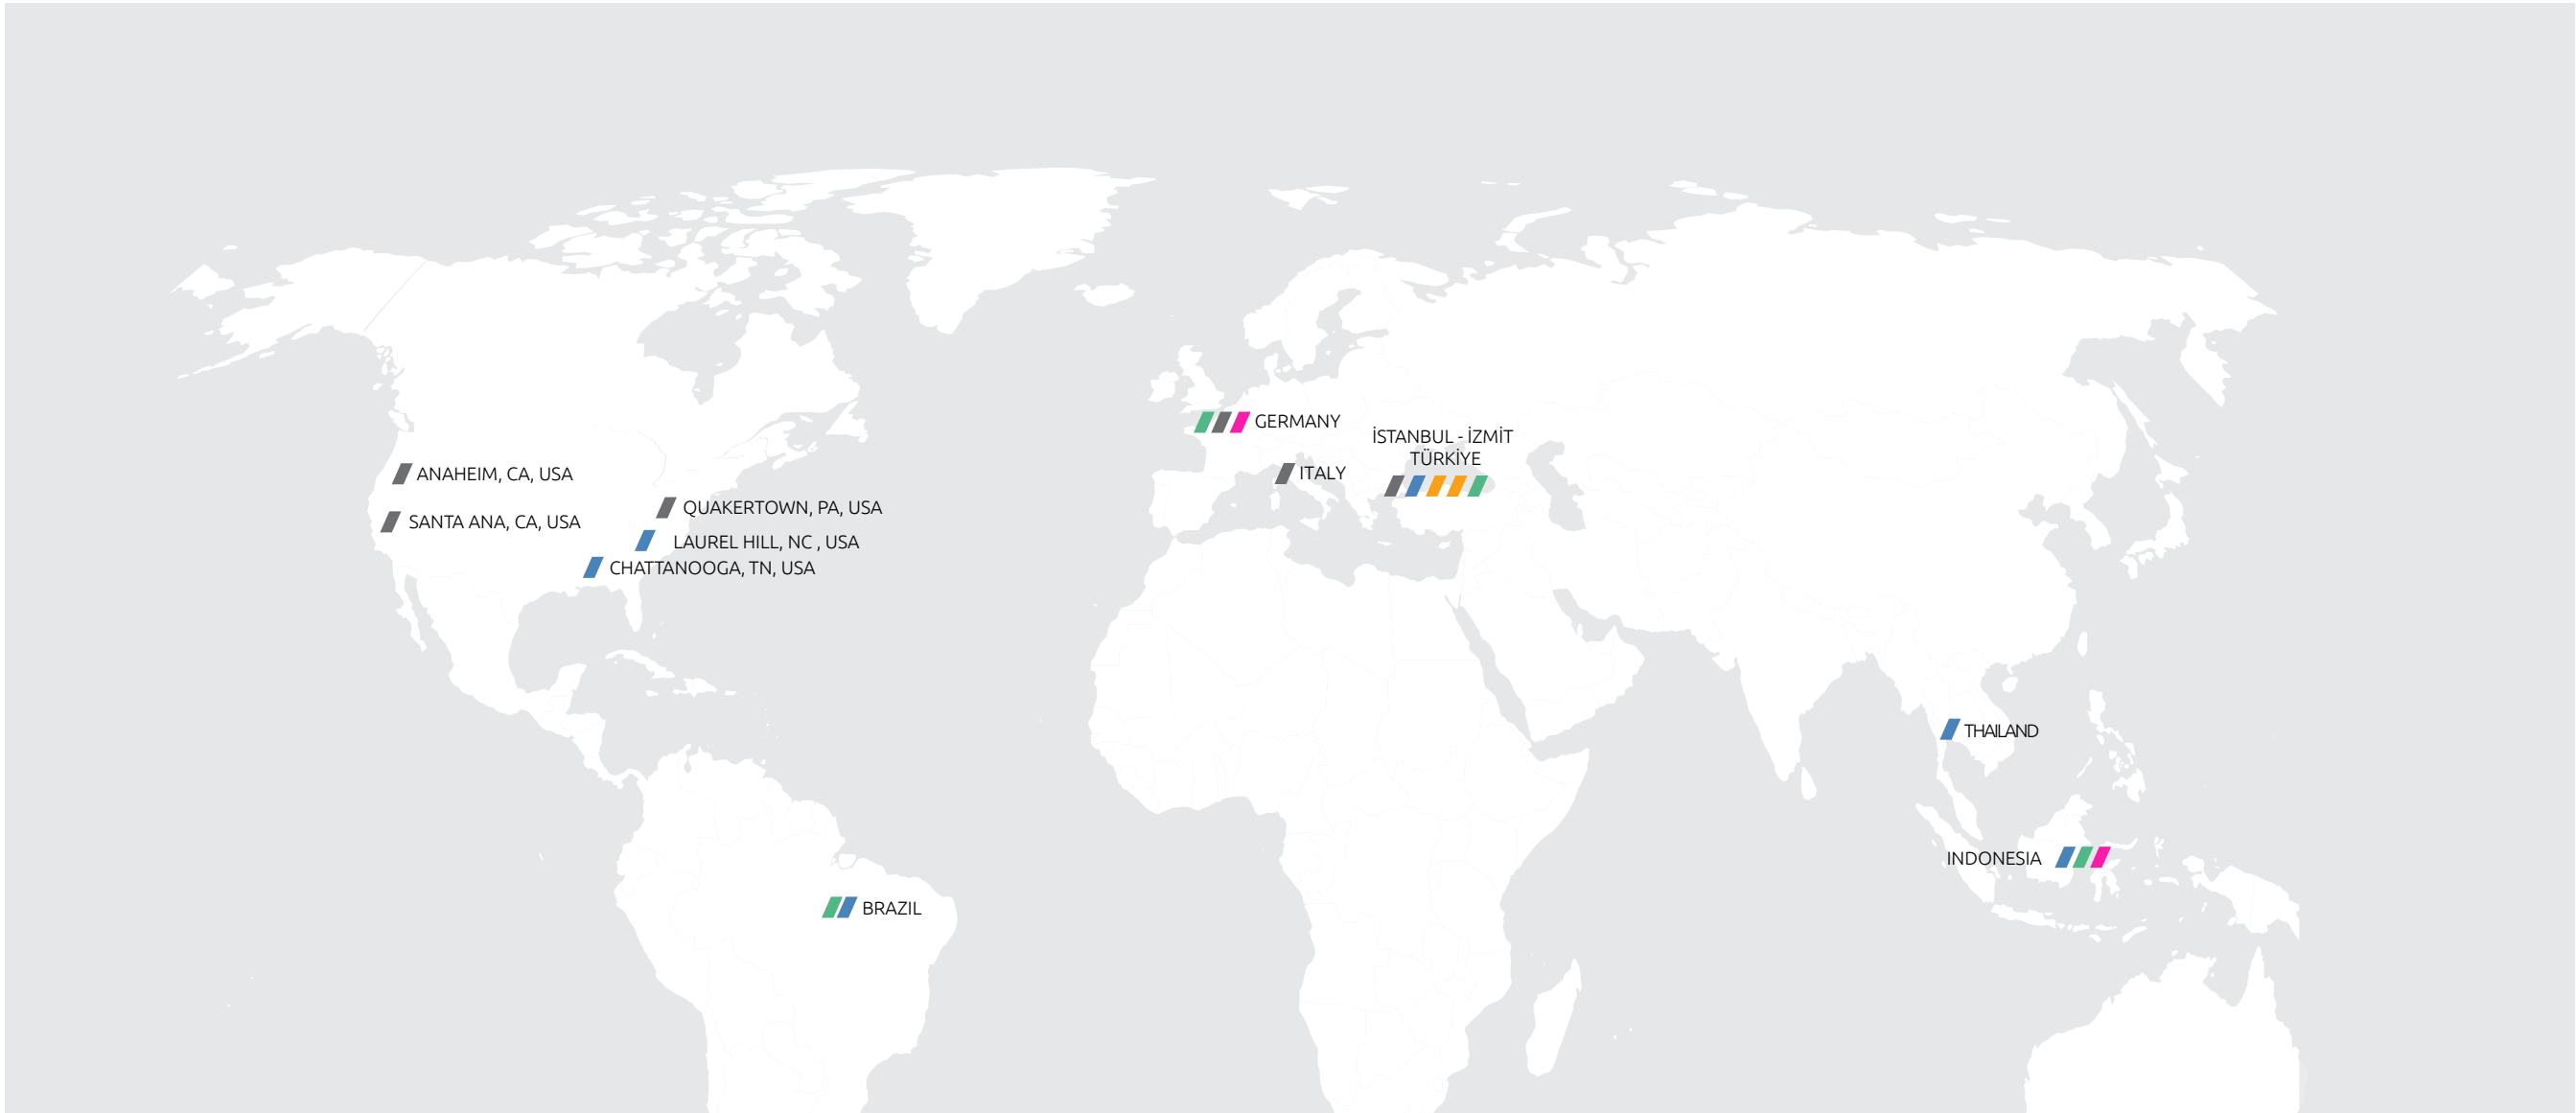 GERMANY
İSTANBUL - İZMİT
TÜRKİYE
ANAHEIM, CA, USA
ITALY
QUAKERTOWN, PA, USA
SANTA ANA, CA, USA
LAUREL HILL, NC , USA
CHATTANOOGA, TN, USA
THAILAND
INDONESIA
BRAZIL